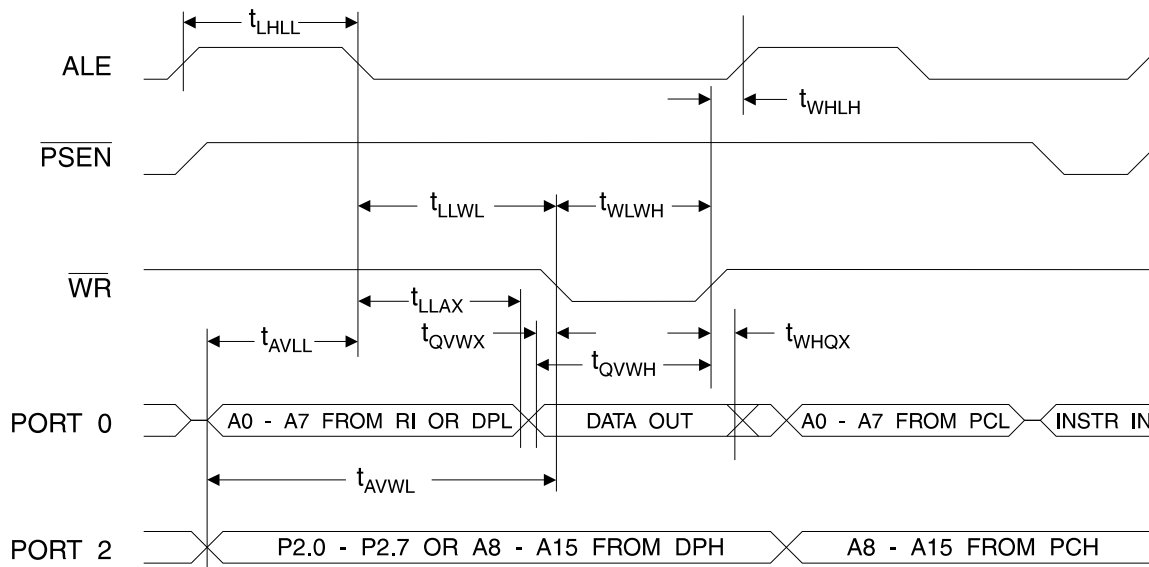 tLHLL
ALE
tWHLH
PSEN
tLLWL
tWLWH
WR
tLLAX
tQVWX
tWHQX
tAVLL
tQVWH
PORT 0
A0 - A7 FROM RI OR DPL
DATA OUT
A0 - A7 FROM PCL
INSTR IN
tAVWL
PORT 2
P2.0 - P2.7 OR A8 - A15 FROM DPH
A8 - A15 FROM PCH